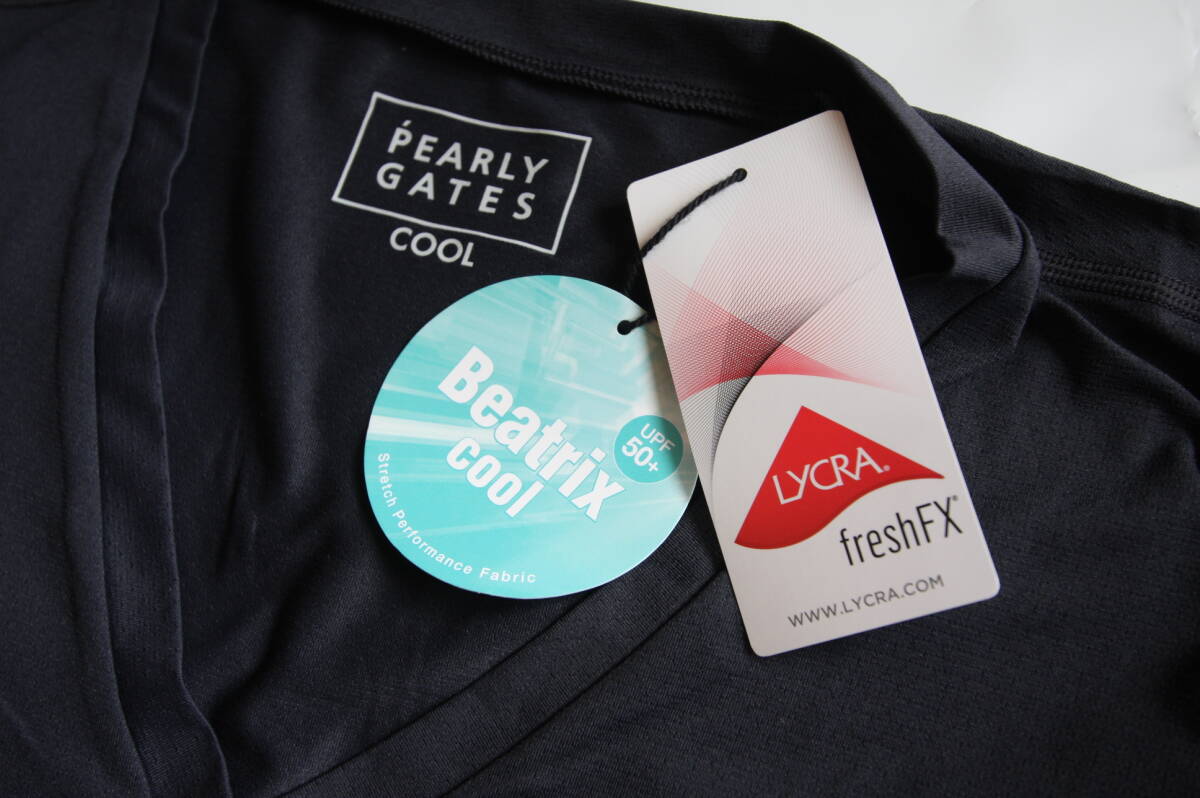 PEARLY
GATES
COOL
Beatrix
cool
UPF
50+
Stretch Performance Fabric
LYCRA®
freshFX®
WWW.LYCRA.COM